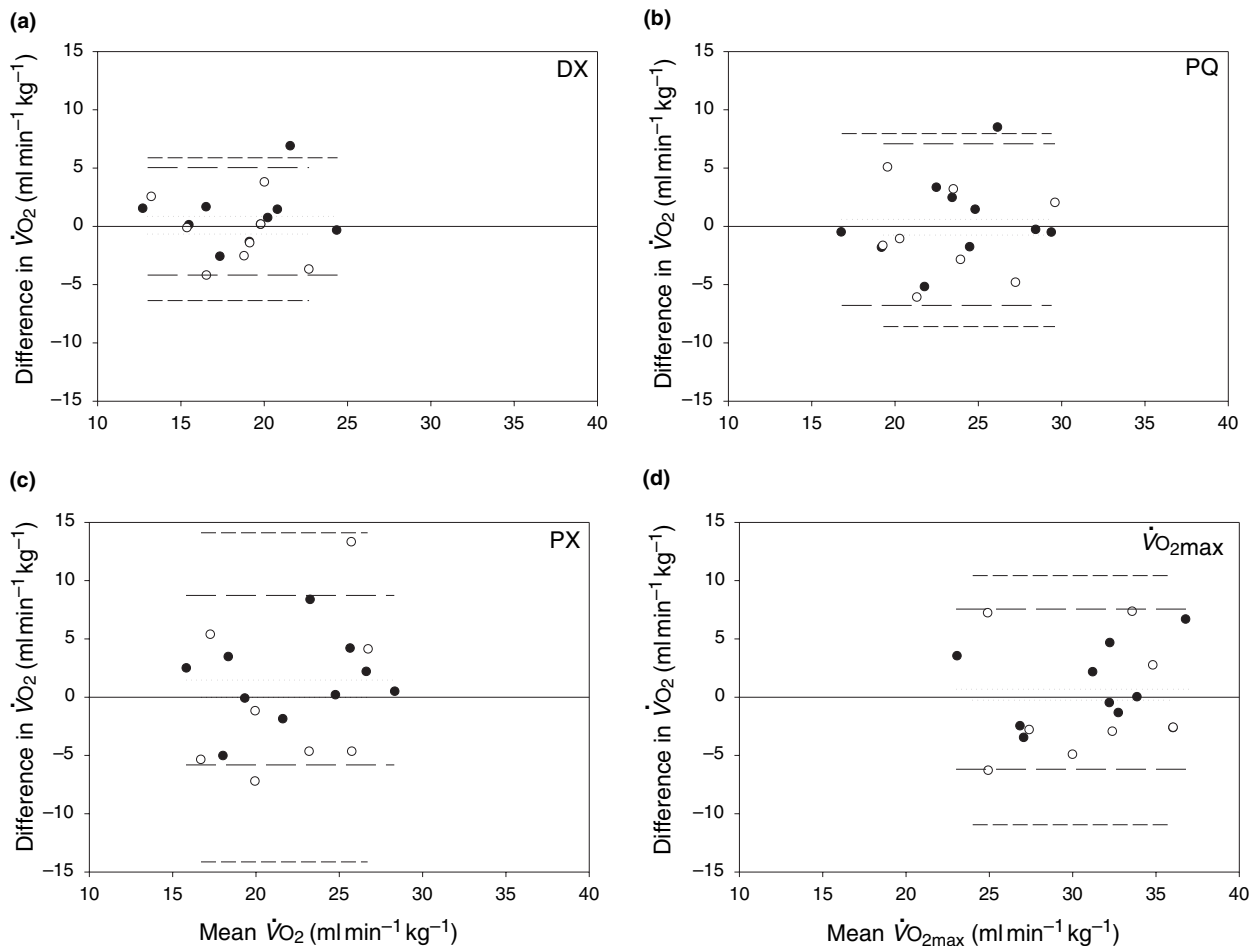 (a)
DX
Difference in V̇O₂ (ml min⁻¹ kg⁻¹)
15
10
5
0
−5
−10
−15
10 15 20 25 30 35 40
(b)
PQ
Difference in V̇O₂ (ml min⁻¹ kg⁻¹)
15
10
5
0
−5
−10
−15
10 15 20 25 30 35 40
(c)
PX
Difference in V̇O₂ (ml min⁻¹ kg⁻¹)
15
10
5
0
−5
−10
−15
10 15 20 25 30 35 40
Mean V̇O₂ (ml min⁻¹ kg⁻¹)
(d)
V̇O₂max
Difference in V̇O₂ (ml min⁻¹ kg⁻¹)
15
10
5
0
−5
−10
−15
10 15 20 25 30 35 40
Mean V̇O₂max (ml min⁻¹ kg⁻¹)